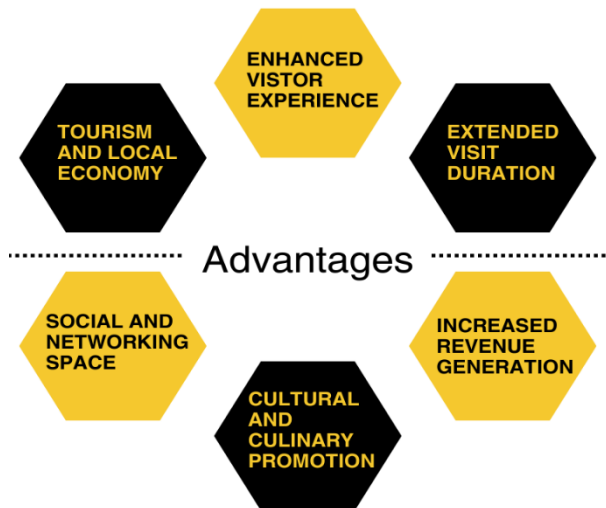 ENHANCED
VISTOR
EXPERIENCE
TOURISM
AND LOCAL
ECONOMY
EXTENDED
VISIT
DURATION
Advantages
SOCIAL AND
NETWORKING
SPACE
INCREASED
REVENUE
GENERATION
CULTURAL
AND
CULINARY
PROMOTION